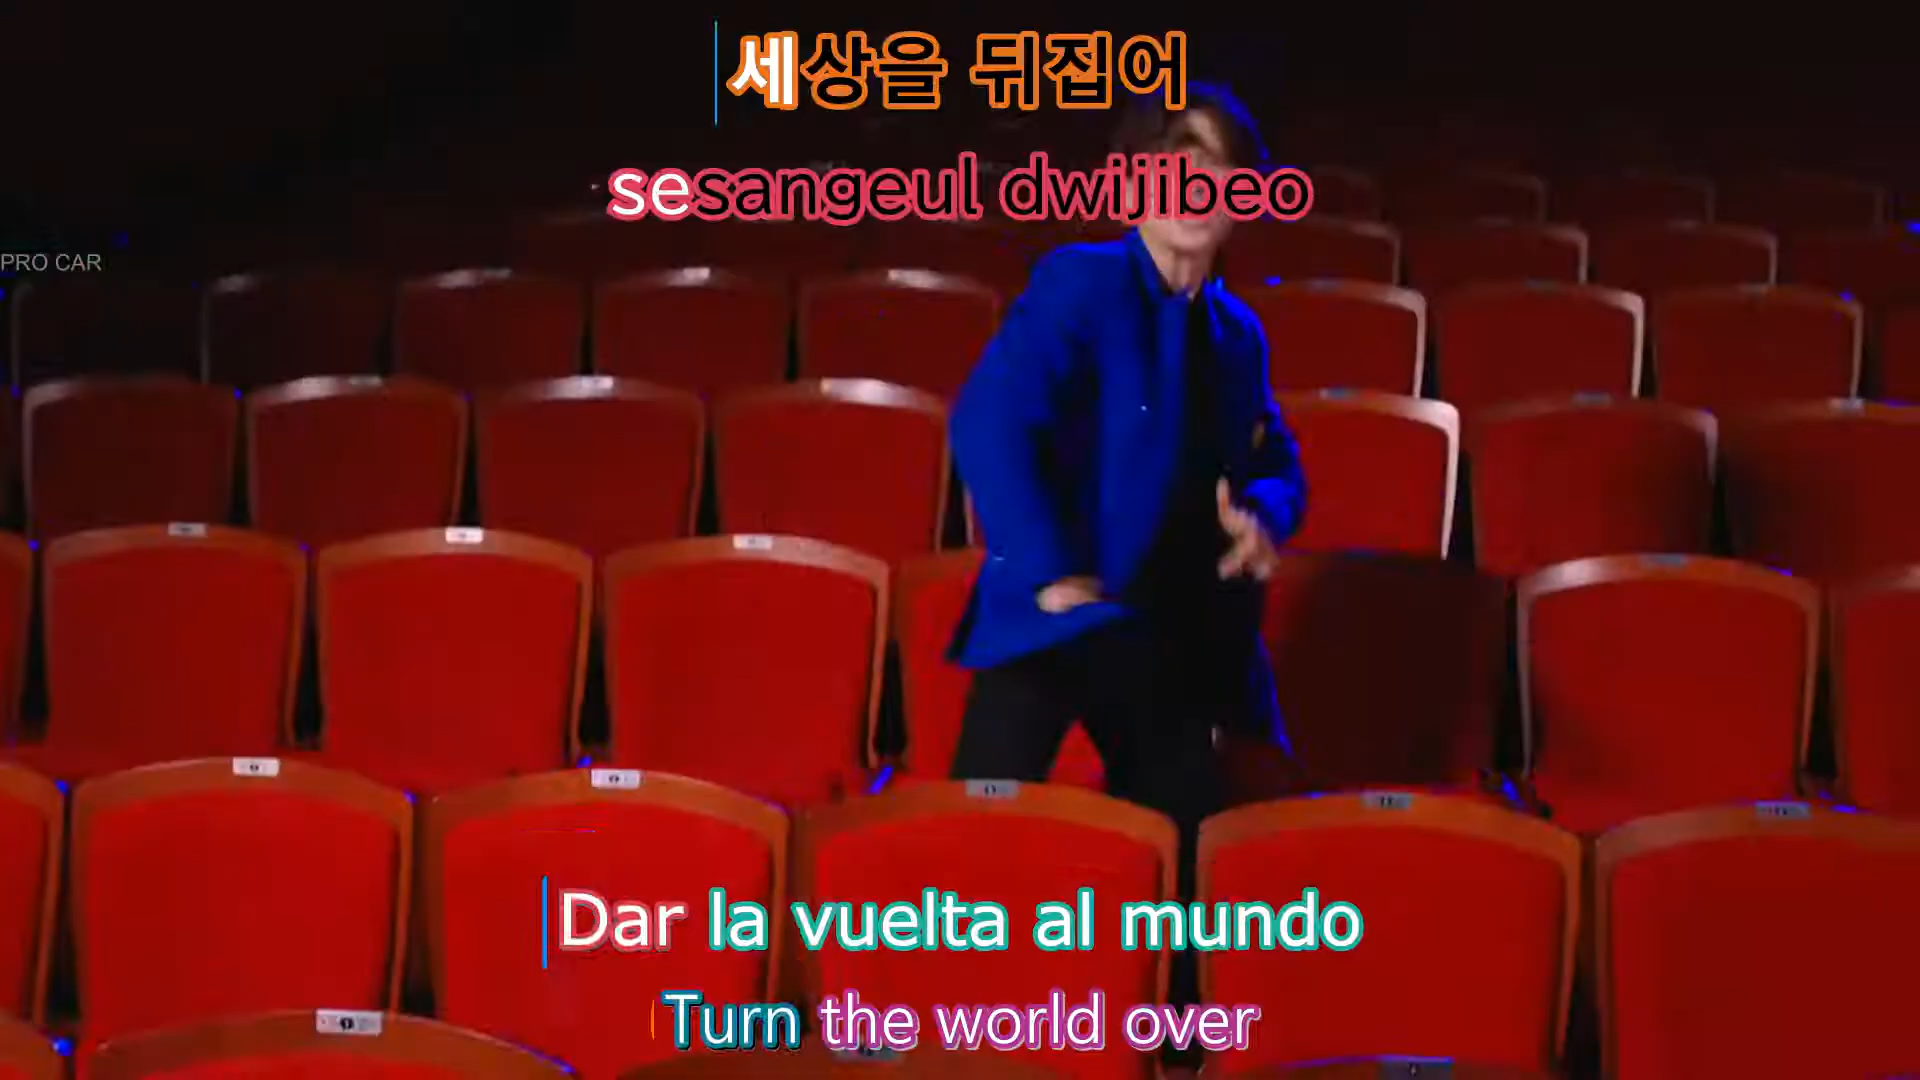 세상을 뒤집어
sesangeul dwijibeo
PRO CAR
Dar la vuelta al mundo
Turn the world over